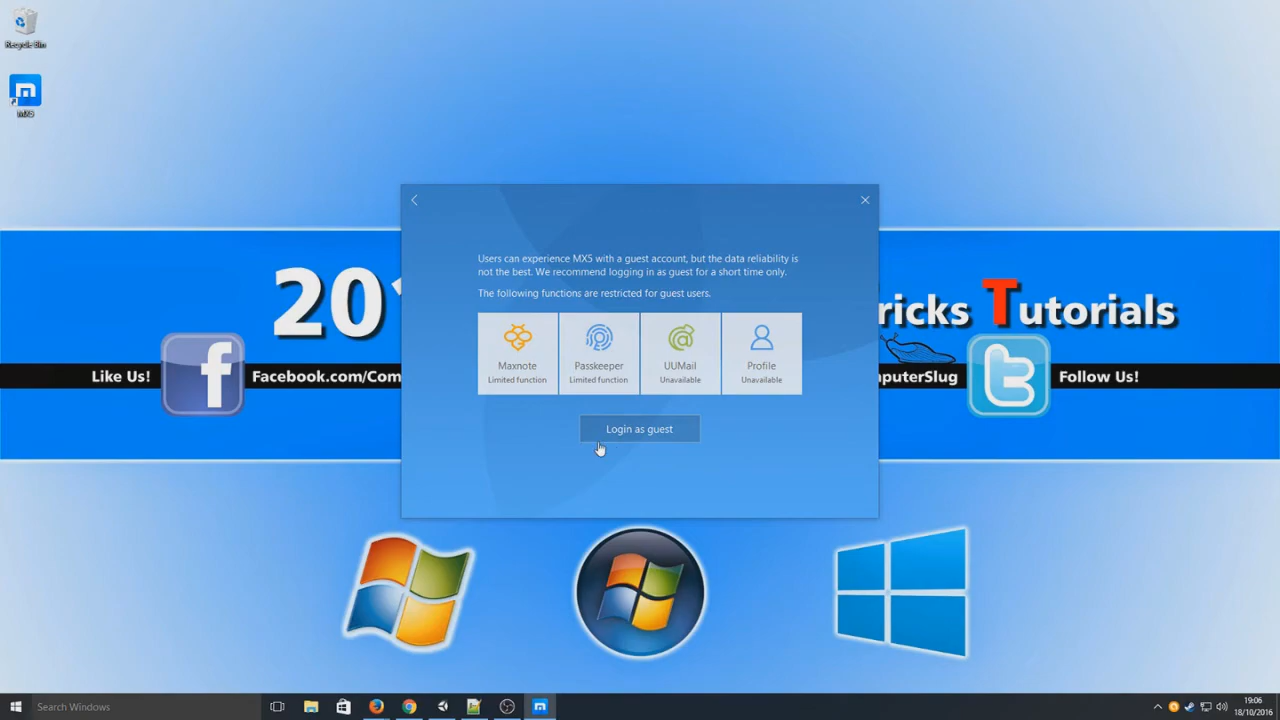 Recycle Bin
MX5
Users can experience MX5 with a guest account, but the data reliability is
not the best. We recommend logging in as guest for a short time only.
The following functions are restricted for guest users.
Maxnote
Limited function
Passkeeper
Limited function
UUMail
Unavailable
Profile
Unavailable
Login as guest
20
ricks Tutorials
Like Us!
Facebook.com/Com
puterSlug
Follow Us!
Search Windows
19:06
18/10/2016